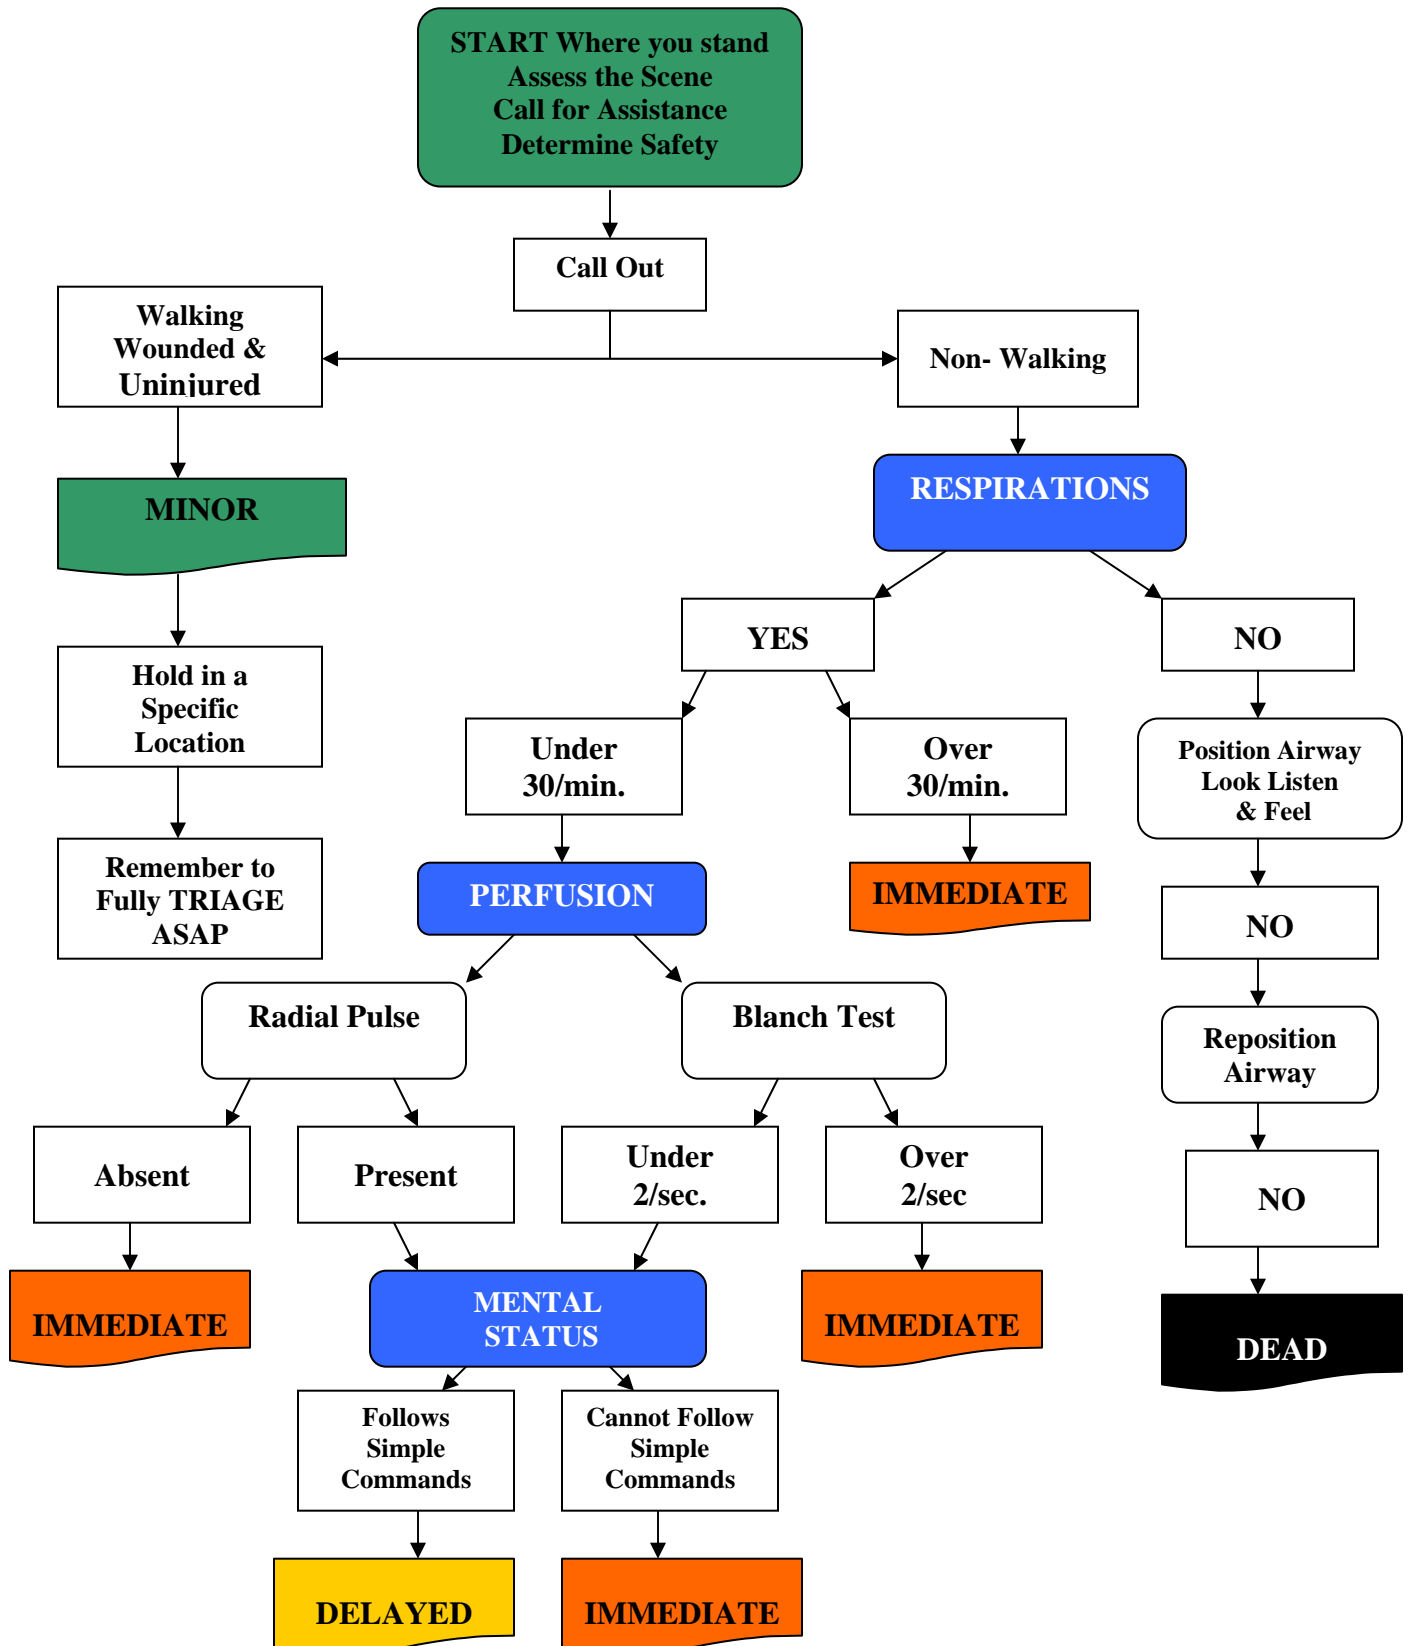 START Where you stand
Assess the Scene
Call for Assistance
Determine Safety
Call Out
Walking
Wounded &
Uninjured
Non- Walking
MINOR
RESPIRATIONS
YES
NO
Hold in a
Specific
Location
Under
30/min.
Over
30/min.
Position Airway
Look Listen
& Feel
Remember to
Fully TRIAGE
ASAP
PERFUSION
IMMEDIATE
NO
Radial Pulse
Blanch Test
Reposition
Airway
Absent
Present
Under
2/sec.
Over
2/sec
NO
IMMEDIATE
MENTAL
STATUS
IMMEDIATE
DEAD
Follows
Simple
Commands
Cannot Follow
Simple
Commands
DELAYED
IMMEDIATE